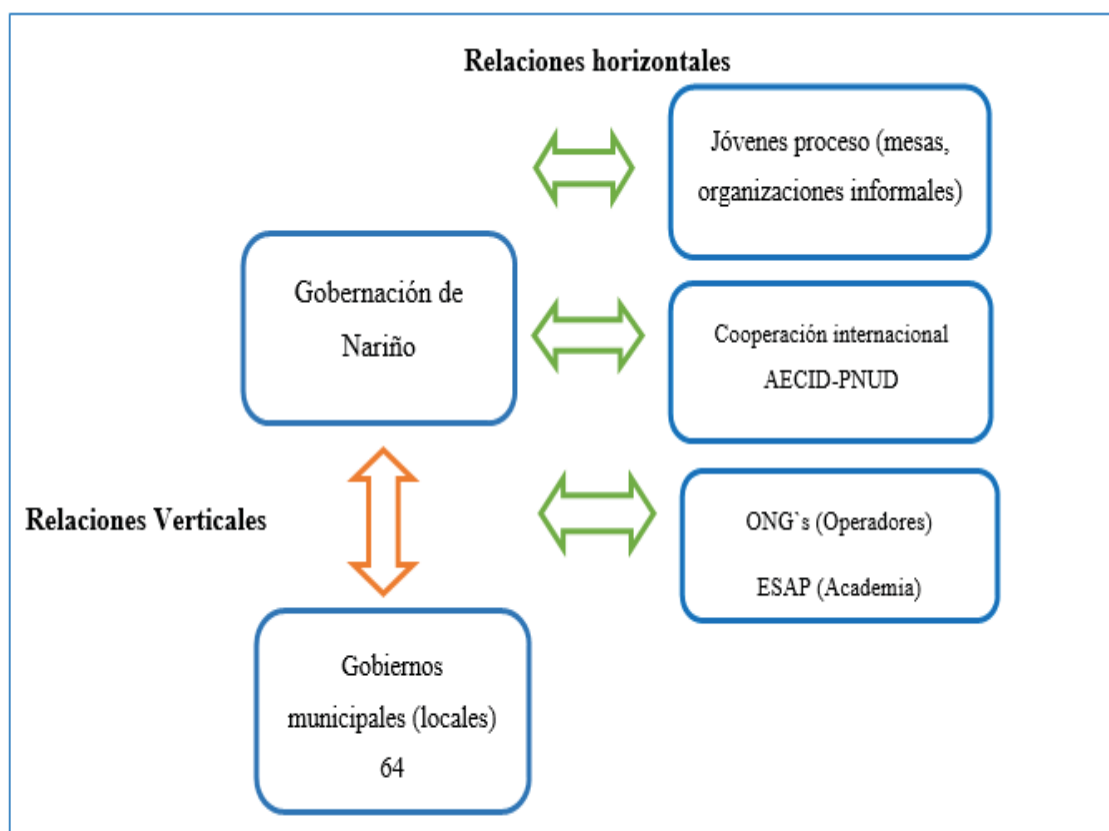 Relaciones horizontales
Jóvenes proceso (mesas,
organizaciones informales)
Gobernación de
Nariño
Cooperación internacional
AECID-PNUD
Relaciones Verticales
ONG`s (Operadores)
ESAP (Academia)
Gobiernos
municipales (locales)
64